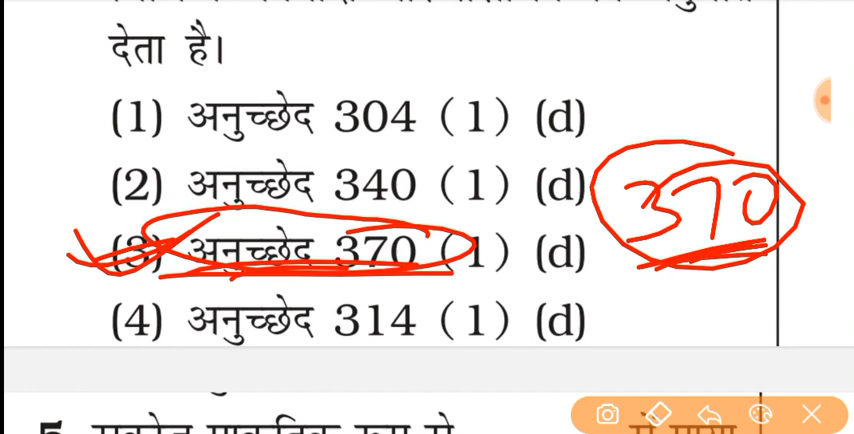 देता है।
(1) अनुच्छेद 304 (1) (d)
(2) अनुच्छेद 340 (1) (d)
370
(3) अनुच्छेद 370 (1) (d)
(4) अनुच्छेद 314 (1) (d)